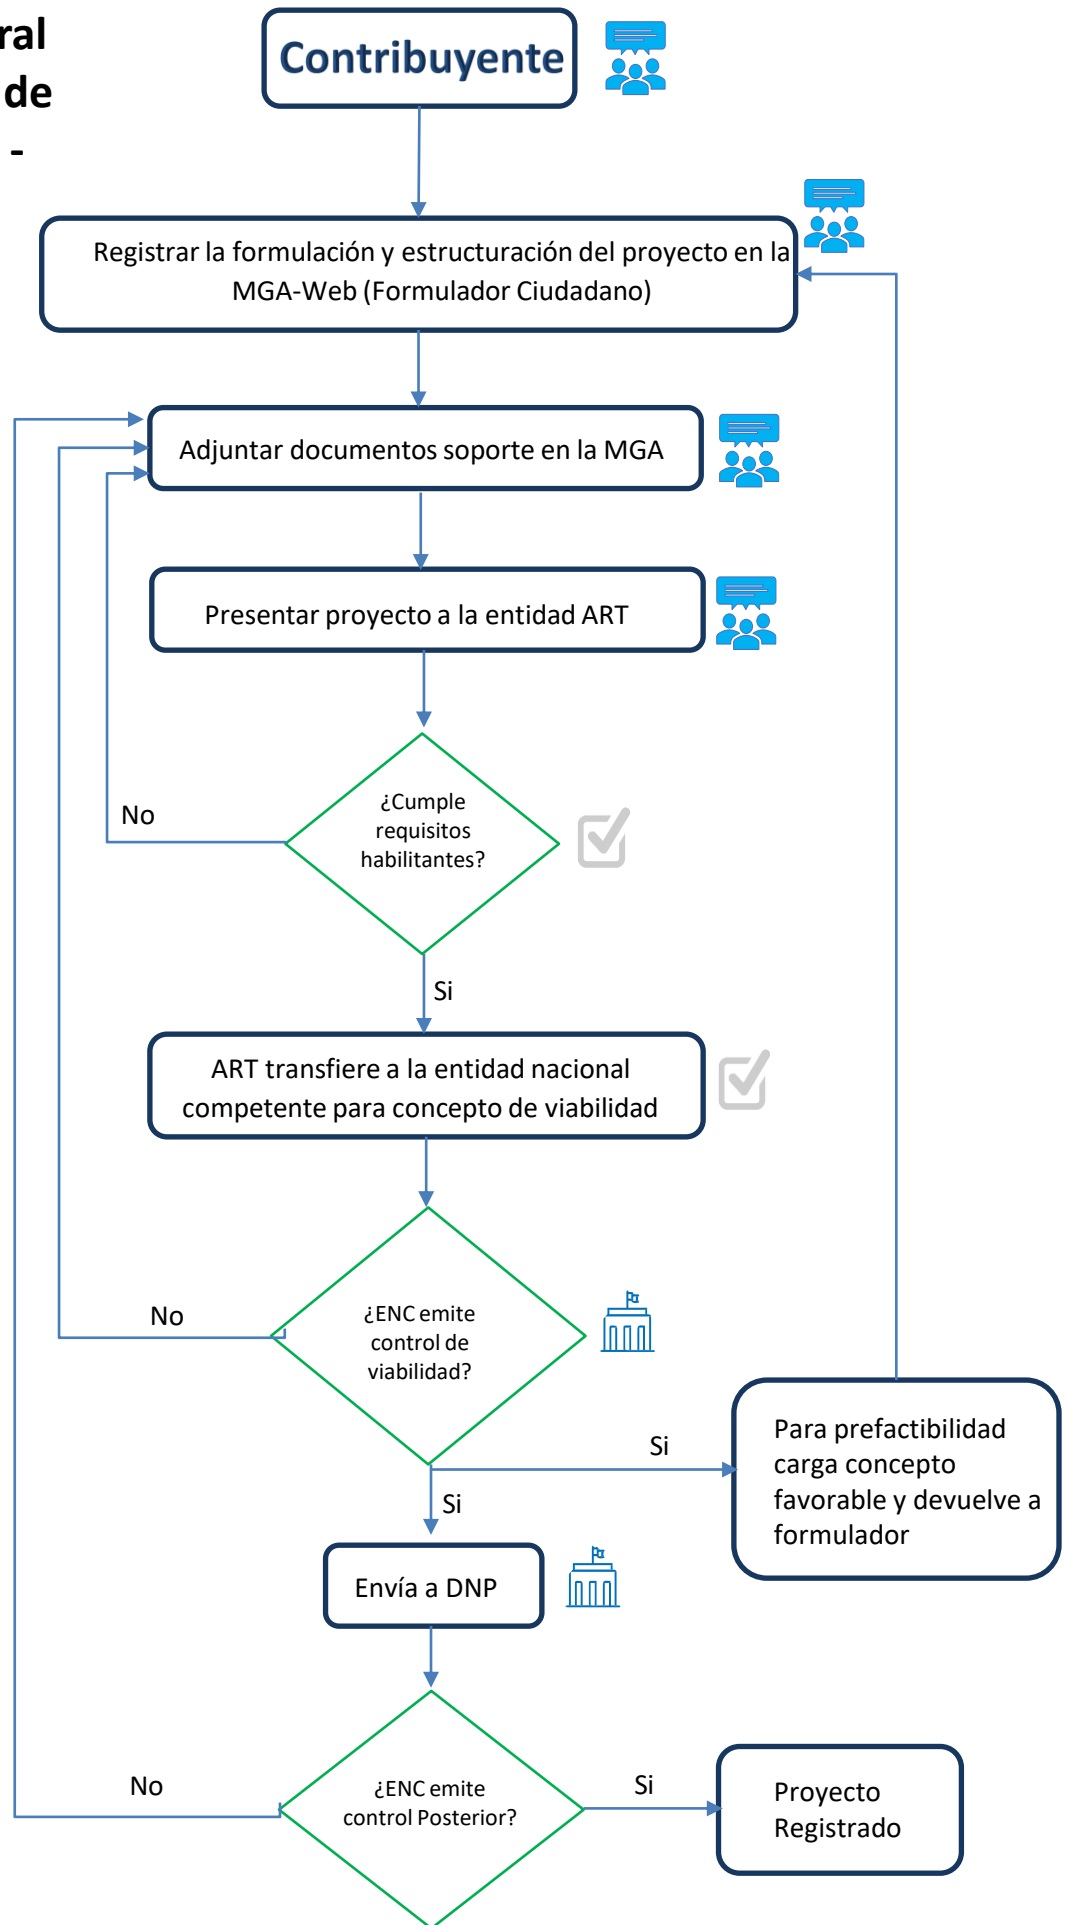 ral
de
-
Contribuyente
Registrar la formulación y estructuración del proyecto en la
MGA-Web (Formulador Ciudadano)
Adjuntar documentos soporte en la MGA
Presentar proyecto a la entidad ART
¿Cumple
requisitos
habilitantes?
No
Si
ART transfiere a la entidad nacional
competente para concepto de viabilidad
¿ENC emite
control de
viabilidad?
No
Si
Para prefactibilidad
carga concepto
favorable y devuelve a
formulador
Si
Envía a DNP
¿ENC emite
control Posterior?
No
Si
Proyecto
Registrado